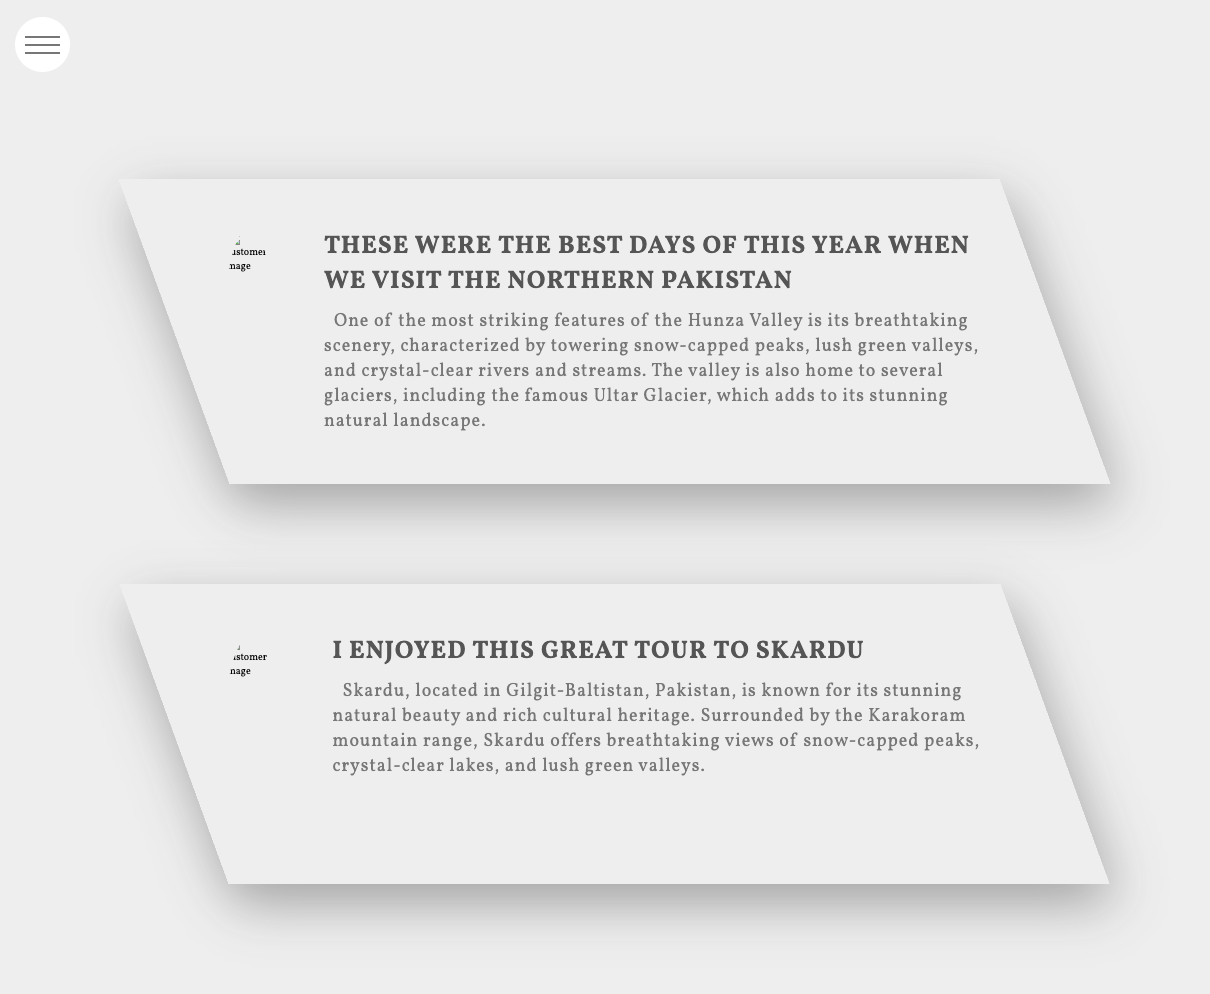 THESE WERE THE BEST DAYS OF THIS YEAR WHEN
WE VISIT THE NORTHERN PAKISTAN
One of the most striking features of the Hunza Valley is its breathtaking
scenery, characterized by towering snow-capped peaks, lush green valleys,
and crystal-clear rivers and streams. The valley is also home to several
glaciers, including the famous Ultar Glacier, which adds to its stunning
natural landscape.
I ENJOYED THIS GREAT TOUR TO SKARDU
Skardu, located in Gilgit-Baltistan, Pakistan, is known for its stunning
natural beauty and rich cultural heritage. Surrounded by the Karakoram
mountain range, Skardu offers breathtaking views of snow-capped peaks,
crystal-clear lakes, and lush green valleys.